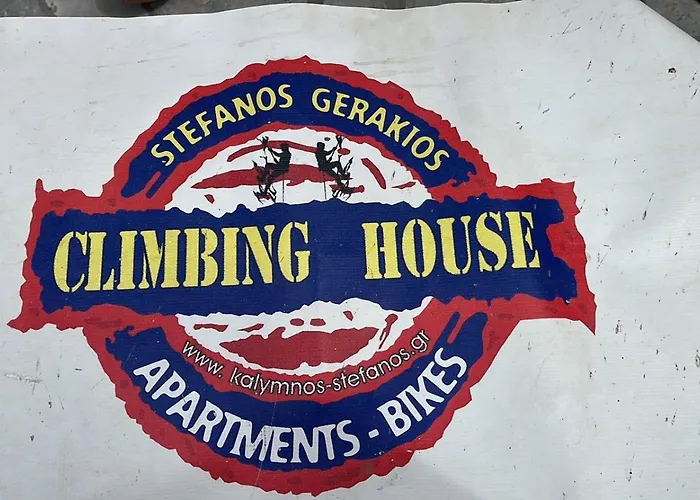 STEFANOS GERAKIOS
CLIMBING HOUSE
www. kalymnos-stefanos.gr
APARTMENTS - BIKES